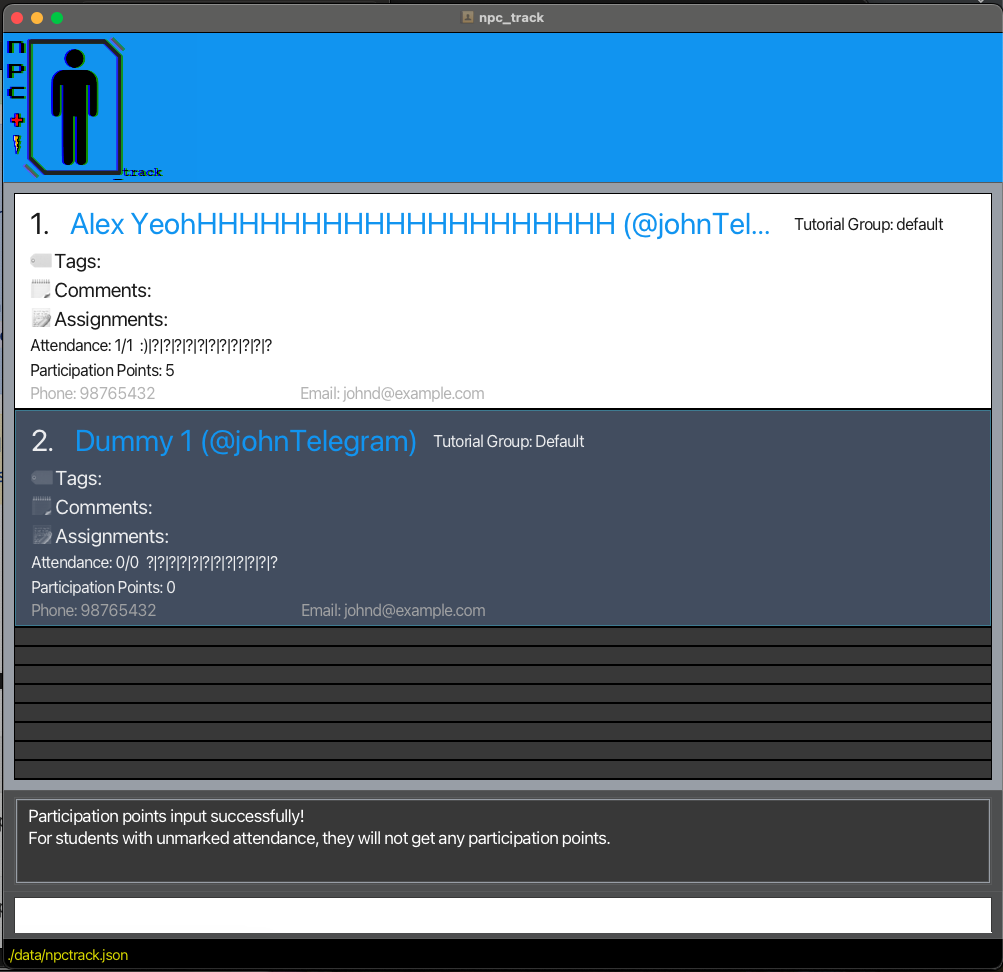 npc_track
n
P
C
+
_track
1. Alex YeohHHHHHHHHHHHHHHHHHHHH (@johnTel... Tutorial Group: default
Tags:
Comments:
Assignments:
Attendance: 1/1 :)|?|?|?|?|?|?|?|?|?|?|?
Participation Points: 5
Phone: 98765432 Email: johnd@example.com
2. Dummy 1 (@johnTelegram) Tutorial Group: Default
Tags:
Comments:
Assignments:
Attendance: 0/0 ?|?|?|?|?|?|?|?|?|?|?|?
Participation Points: 0
Phone: 98765432 Email: johnd@example.com
Participation points input successfully!
For students with unmarked attendance, they will not get any participation points.
./data/npctrack.json